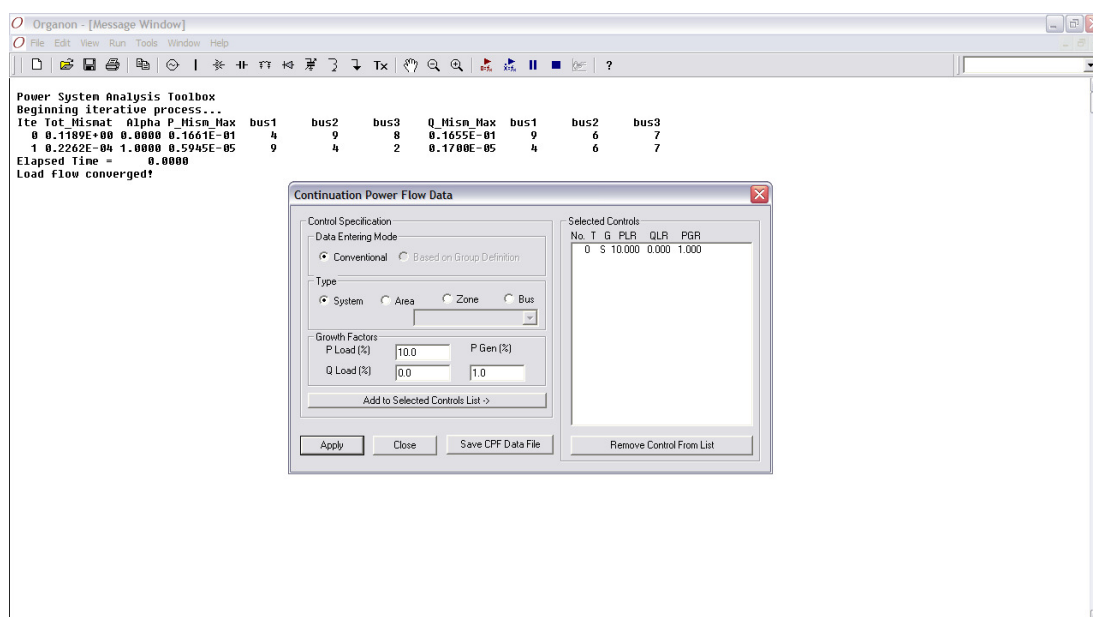 Organon - [Message Window]
File Edit View Run Tools Window Help
Tx ?
Power System Analysis Toolbox
Beginning iterative process...
Ite Tot_Mismat Alpha P_Mism_Max bus1 bus2 bus3 Q_Mism_Max bus1 bus2 bus3
0 0.1189E+00 0.0000 0.1661E-01 4 9 8 0.1655E-01 9 6 7
1 0.2262E-04 1.0000 0.5945E-05 9 4 2 0.1700E-05 4 6 7
Elapsed Time = 0.0000
Load flow converged!
Continuation Power Flow Data
Control Specification
Data Entering Mode
Conventional Based on Group Definition
Type
System Area Zone Bus
Growth Factors
P Load (%) 10.0 P Gen (%)
Q Load (%) 0.0 1.0
Add to Selected Controls List ->
Apply Close Save CPF Data File
Selected Controls
No. T G PLR QLR PGR
0 S 10.000 0.000 1.000
Remove Control From List